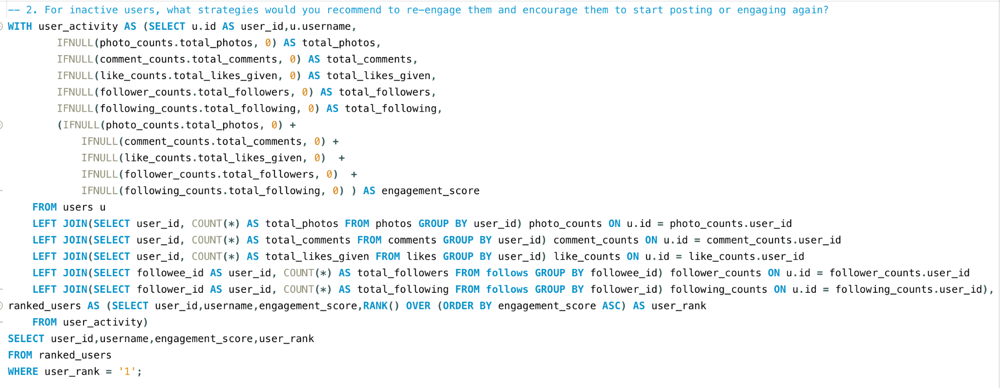 -- 2. For inactive users, what strategies would you recommend to re-engage them and encourage them to start posting or engaging again?
WITH user_activity AS (SELECT u.id AS user_id,u.username,
IFNULL(photo_counts.total_photos, 0) AS total_photos,
IFNULL(comment_counts.total_comments, 0) AS total_comments,
IFNULL(like_counts.total_likes_given, 0) AS total_likes_given,
IFNULL(follower_counts.total_followers, 0) AS total_followers,
IFNULL(following_counts.total_following, 0) AS total_following,
(IFNULL(photo_counts.total_photos, 0) +
IFNULL(comment_counts.total_comments, 0) +
IFNULL(like_counts.total_likes_given, 0)  +
IFNULL(follower_counts.total_followers, 0)  +
IFNULL(following_counts.total_following, 0) ) AS engagement_score
FROM users u
LEFT JOIN(SELECT user_id, COUNT(*) AS total_photos FROM photos GROUP BY user_id) photo_counts ON u.id = photo_counts.user_id
LEFT JOIN(SELECT user_id, COUNT(*) AS total_comments FROM comments GROUP BY user_id) comment_counts ON u.id = comment_counts.user_id
LEFT JOIN(SELECT user_id, COUNT(*) AS total_likes_given FROM likes GROUP BY user_id) like_counts ON u.id = like_counts.user_id
LEFT JOIN(SELECT followee_id AS user_id, COUNT(*) AS total_followers FROM follows GROUP BY followee_id) follower_counts ON u.id = follower_counts.user_id
LEFT JOIN(SELECT follower_id AS user_id, COUNT(*) AS total_following FROM follows GROUP BY follower_id) following_counts ON u.id = following_counts.user_id),
ranked_users AS (SELECT user_id,username,engagement_score,RANK() OVER (ORDER BY engagement_score ASC) AS user_rank
FROM user_activity)
SELECT user_id,username,engagement_score,user_rank
FROM ranked_users
WHERE user_rank = '1';